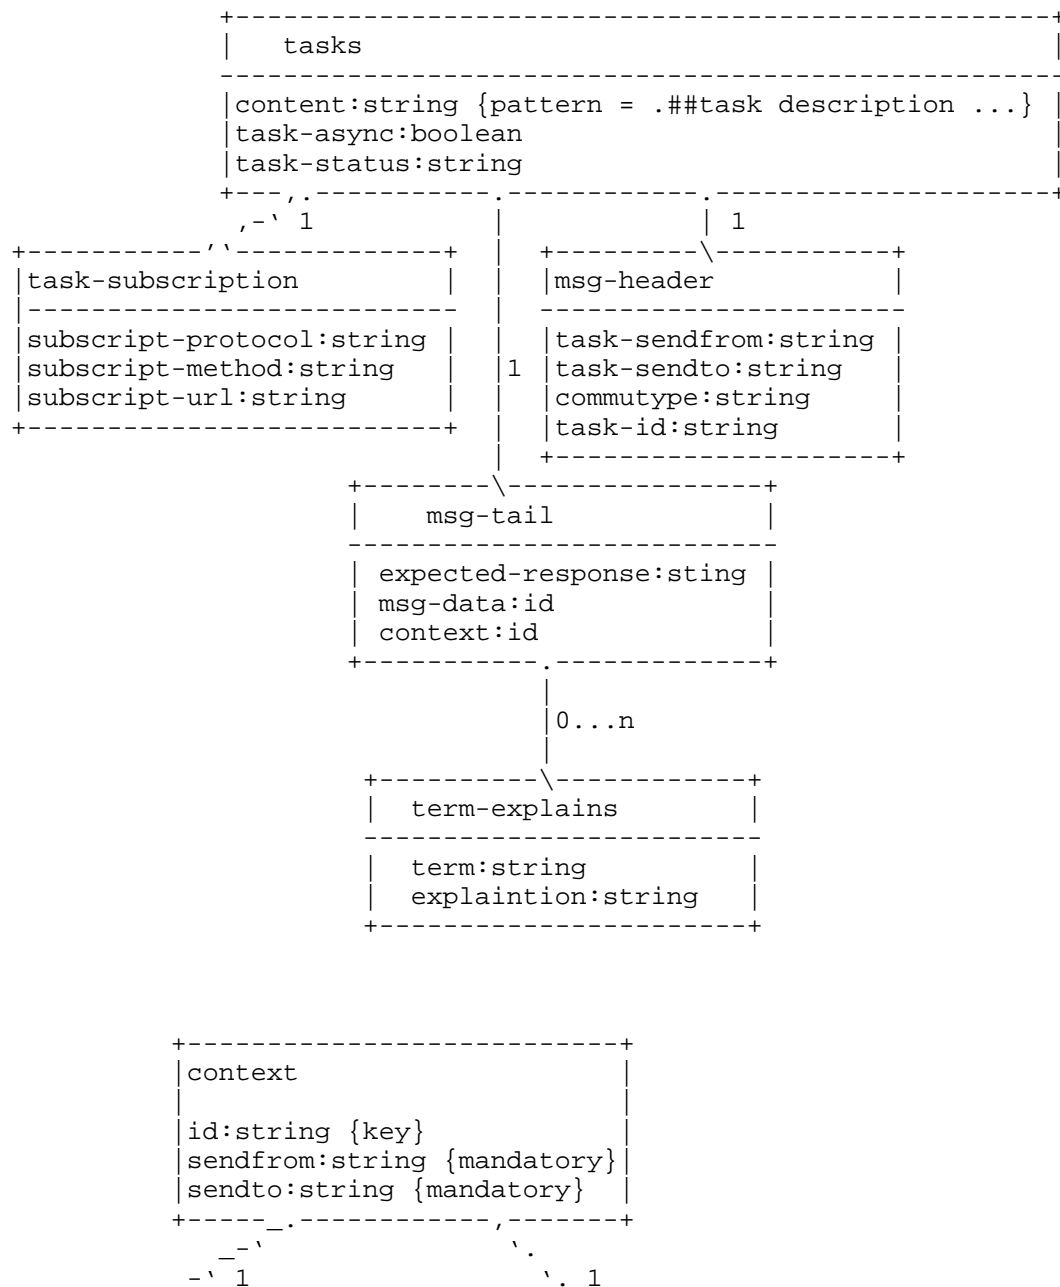 tasks
content:string {pattern = .##task description ...}
task-async:boolean
task-status:string
1
1
task-subscription
msg-header
subscript-protocol:string
task-sendfrom:string
subscript-method:string
1
task-sendto:string
subscript-url:string
commutype:string
task-id:string
msg-tail
expected-response:sting
msg-data:id
context:id
0...n
term-explains
term:string
explaintion:string
context
id:string {key}
sendfrom:string {mandatory}
sendto:string {mandatory}
1
1